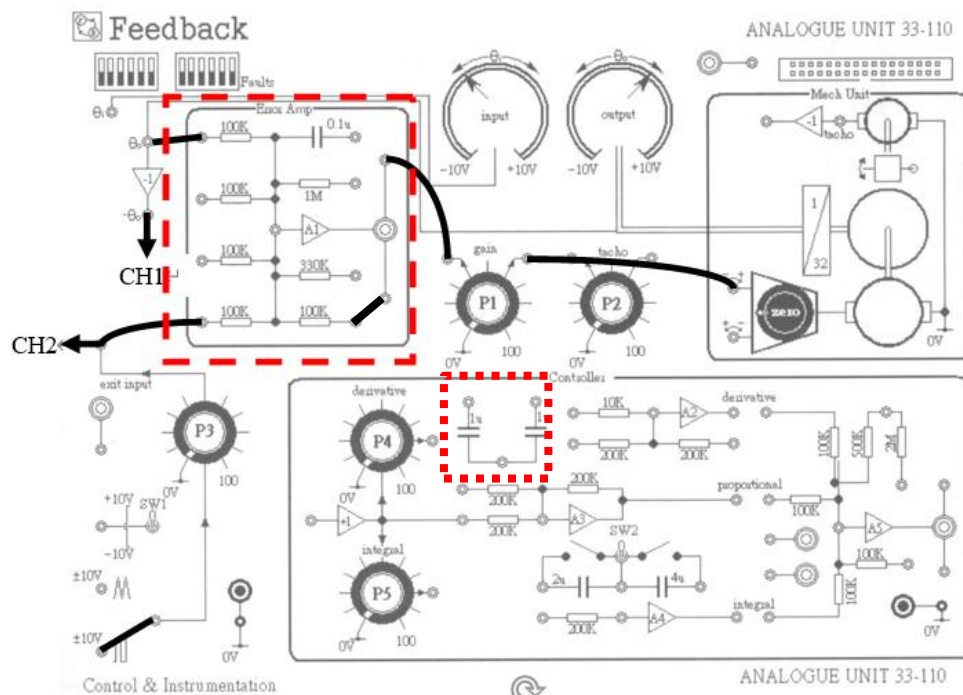 Feedback
ANALOGUE UNIT 33-110
Faults
Error Amp
Mech Unit
θi
θi
θo
100K
0.1u
input
output
-1
tacho
θo
-10V
+10V
-10V
+10V
-1
100K
1M
-θo
A1
1
32
100K
330K
gain
tacho
CH1
P1
P2
zero
100K
100K
CH2
0V
100
0V
100
0V
exit input
Controller
derivative
derivative
P3
P4
1u
1
10K
A2
200K
200K
100K
500K
2M
0V
100
0V
100
200K
200K
proportional
+10V
SW1
-10V
+1
200K
A3
SW2
100K
A5
integral
±10V
P5
2u
4u
100K
100K
integral
200K
A4
±10V
0V
0V
100
0V
Control & Instrumentation
ANALOGUE UNIT 33-110